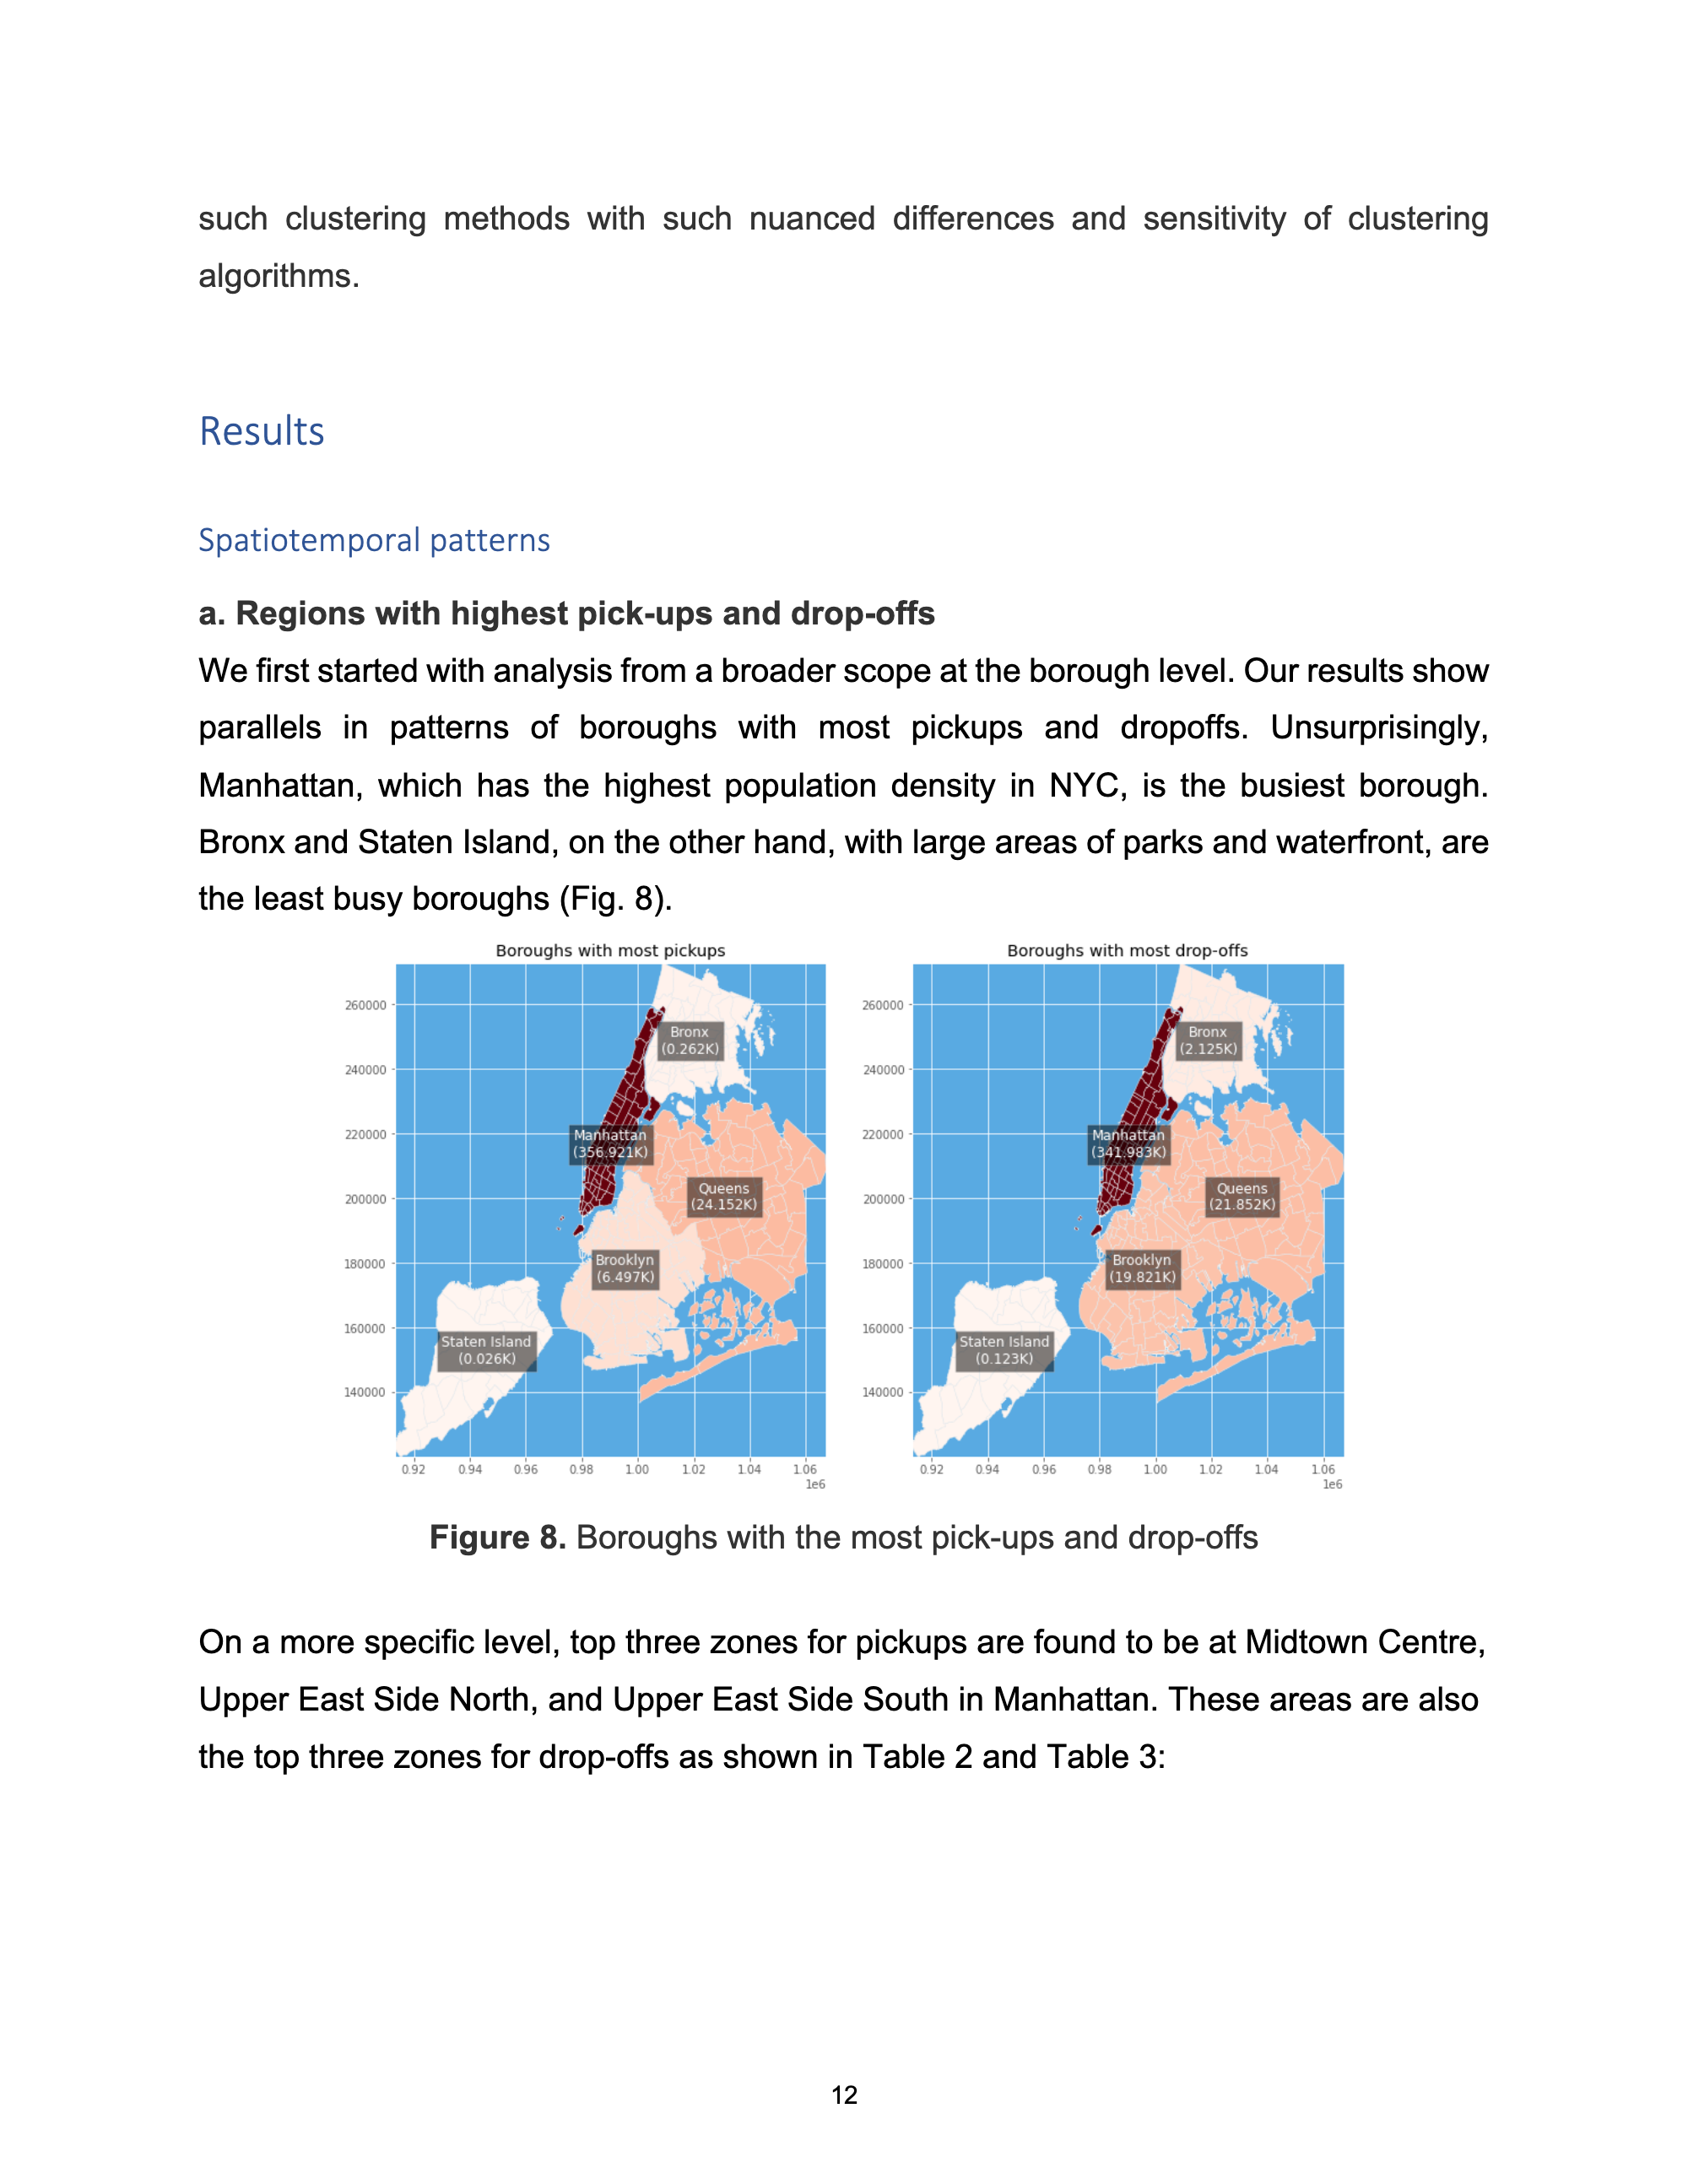 such clustering methods with such nuanced differences and sensitivity of clustering
algorithms.
Results
Spatiotemporal patterns
a. Regions with highest pick-ups and drop-offs
We first started with analysis from a broader scope at the borough level. Our results show
parallels in patterns of boroughs with most pickups and dropoffs. Unsurprisingly,
Manhattan, which has the highest population density in NYC, is the busiest borough.
Bronx and Staten Island, on the other hand, with large areas of parks and waterfront, are
the least busy boroughs (Fig. 8).
Boroughs with most pickups
260000
240000
220000
200000
180000
160000
140000
Bronx
(0.262K)
Manhattan
(356.921K)
Queens
(24.152K)
Brooklyn
(6.497K)
Staten Island
(0.026K)
0.92 0.94 0.96 0.98 1.00 1.02 1.04 1.06
1e6
Boroughs with most drop-offs
260000
240000
220000
200000
180000
160000
140000
Bronx
(2.125K)
Manhattan
(341.983K)
Queens
(21.852K)
Brooklyn
(19.821K)
Staten Island
(0.123K)
0.92 0.94 0.96 0.98 1.00 1.02 1.04 1.06
1e6
Figure 8. Boroughs with the most pick-ups and drop-offs
On a more specific level, top three zones for pickups are found to be at Midtown Centre,
Upper East Side North, and Upper East Side South in Manhattan. These areas are also
the top three zones for drop-offs as shown in Table 2 and Table 3:
12